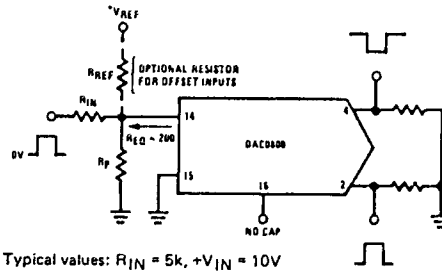 +VREF
RREF
OPTIONAL RESISTOR
FOR OFFSET INPUTS
RIN
0V
REQ ~ 200
RP
14
15
DAC0808
16
NO CAP
4
2
Typical values: RIN = 5k, +VIN = 10V